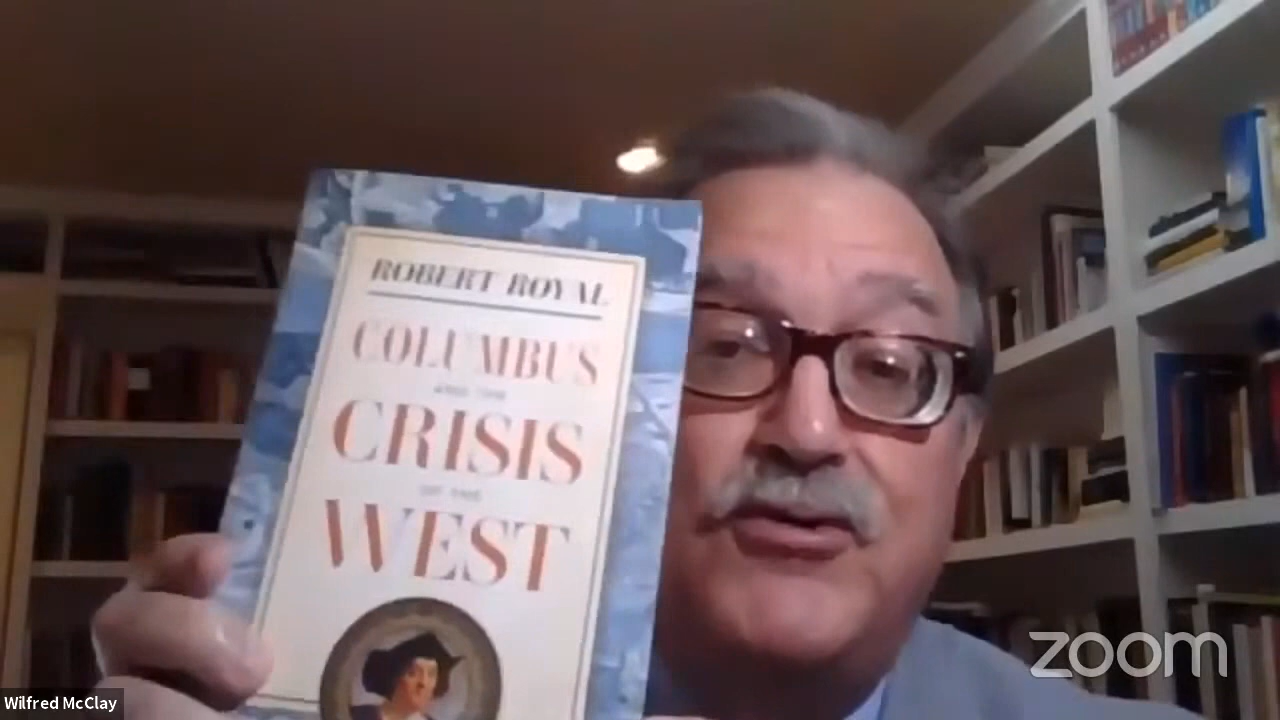 ROBERT ROYAL
COLUMBUS
AND THE
CRISIS
OF THE
WEST
zoom
Wilfred McClay